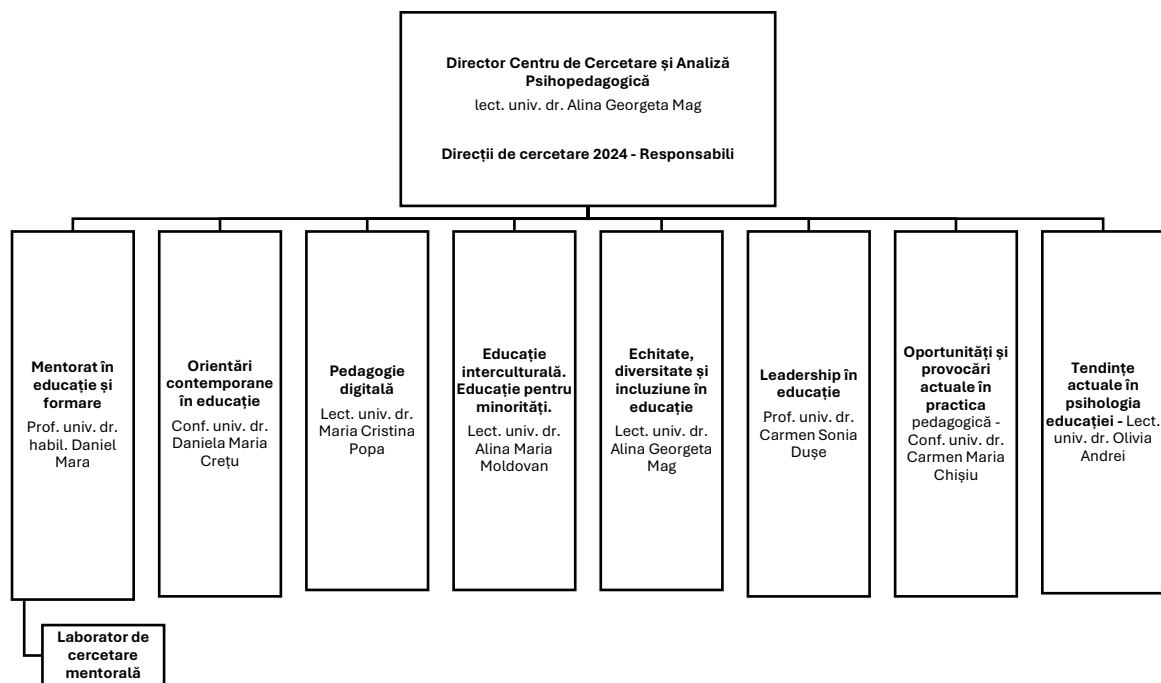 Director Centru de Cercetare și Analiză
Psihopedagogică
lect. univ. dr. Alina Georgeta Mag
Direcții de cercetare 2024 - Responsabili
Mentorat în
educație și
formare
Prof. univ. dr.
habil. Daniel
Mara
Orientări
contemporane
în educație
Conf. univ. dr.
Daniela Maria
Crețu
Pedagogie
digitală
Lect. univ. dr.
Maria Cristina
Popa
Educație
interculturală.
Educație pentru
minorități.
Lect. univ. dr.
Alina Maria
Moldovan
Echitate,
diversitate și
incluziune în
educație
Lect. univ. dr.
Alina Georgeta
Mag
Leadership în
educație
Prof. univ. dr.
Carmen Sonia
Dușe
Oportunități și
provocări
actuale în
practica
pedagogică -
Conf. univ. dr.
Carmen Maria
Chișiu
Tendințe
actuale în
psihologia
educației - Lect.
univ. dr. Olivia
Andrei
Laborator de
cercetare
mentorală